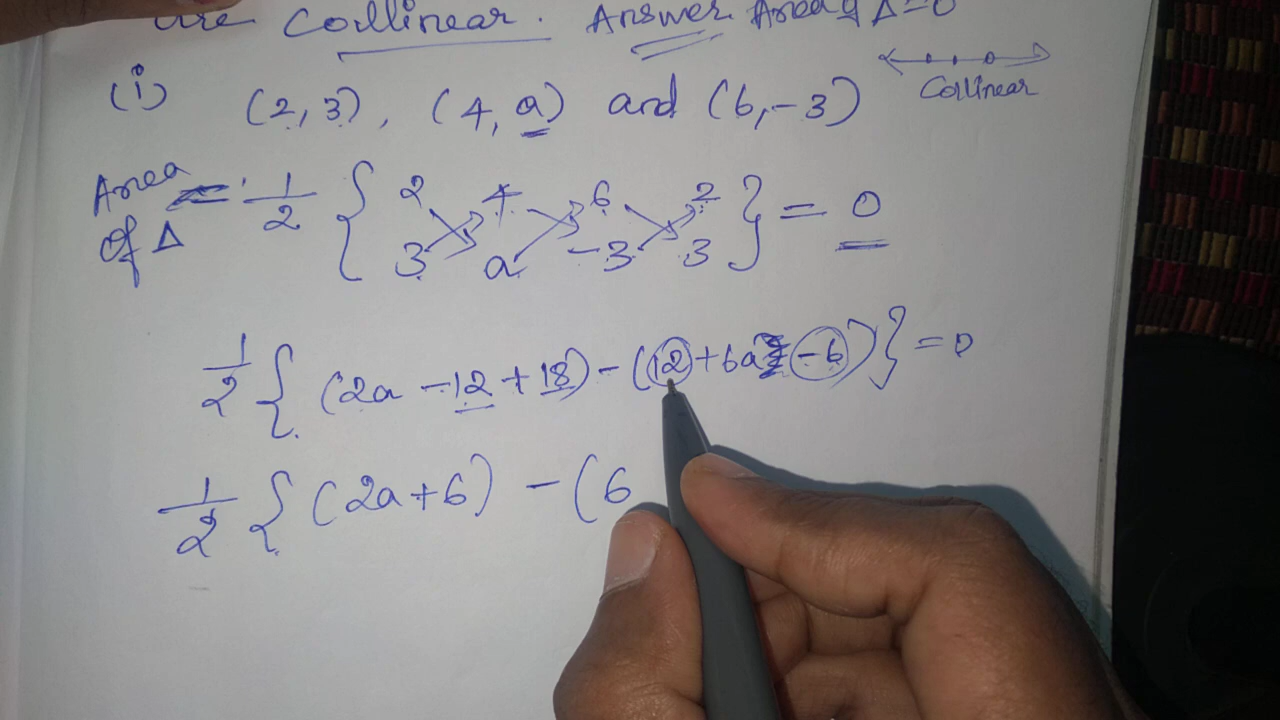 are Collinear. Answer Area of Δ=0
(i) (2,3), (4,a) and (6,-3)
Collinear
Area of Δ = 1/2 { 2 4 6 2
3 a -3 3 } = 0
1/2 { (2a -12 + 18) - (12 + 6a -6) } = 0
1/2 { (2a+6) - (6